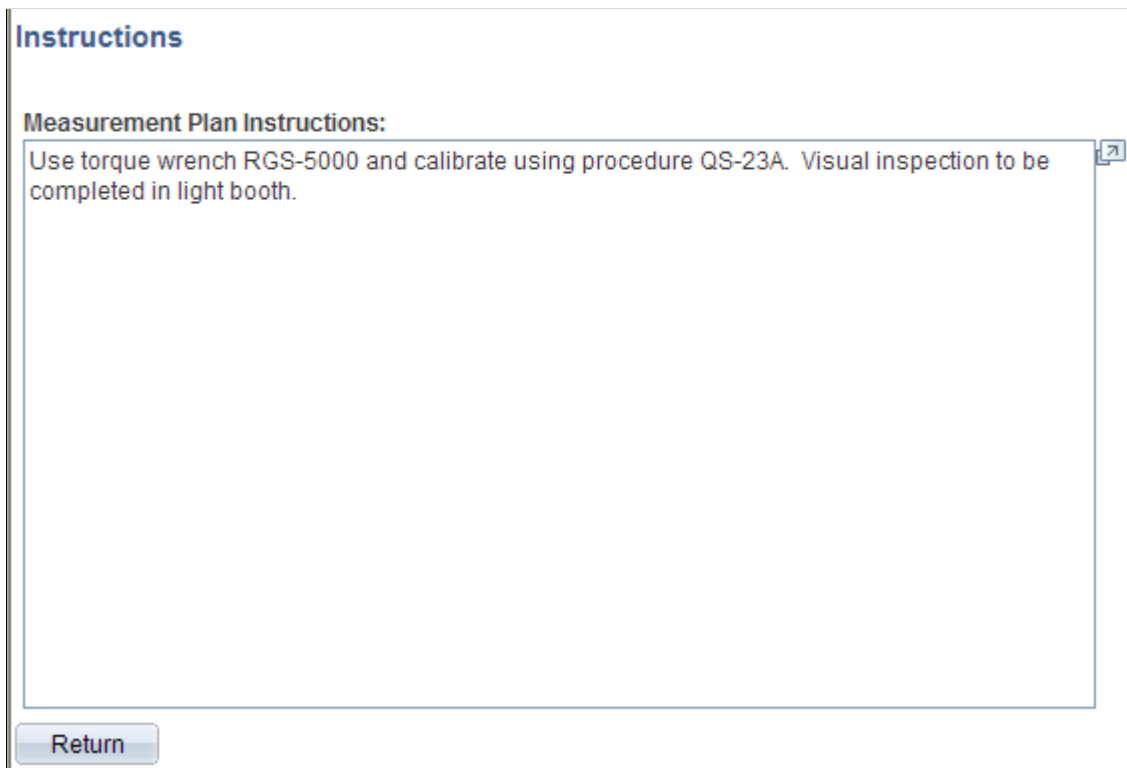 Instructions
Measurement Plan Instructions:
Use torque wrench RGS-5000 and calibrate using procedure QS-23A.  Visual inspection to be
completed in light booth.
Return